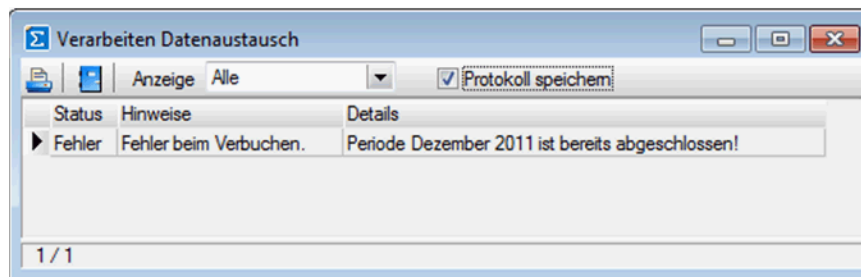 Verarbeiten Datenaustausch
Anzeige Alle Protokoll speichern
Status Hinweise Details
Fehler Fehler beim Verbuchen. Periode Dezember 2011 ist bereits abgeschlossen!
1 / 1